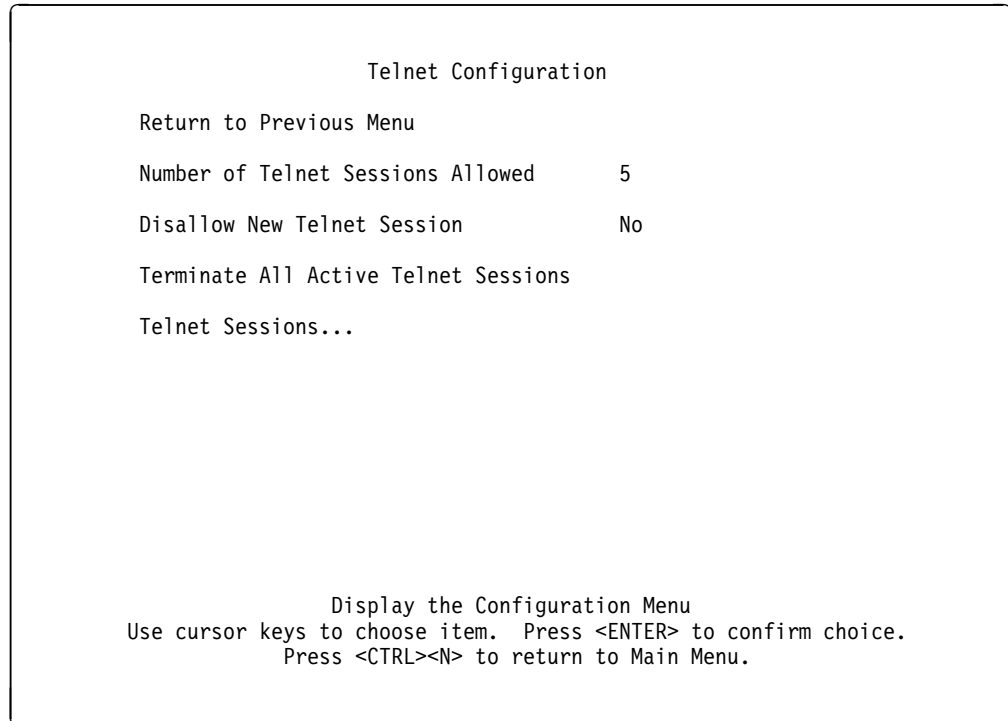 Telnet Configuration
Return to Previous Menu
Number of Telnet Sessions Allowed 5
Disallow New Telnet Session No
Terminate All Active Telnet Sessions
Telnet Sessions...
Display the Configuration Menu
Use cursor keys to choose item. Press <ENTER> to confirm choice.
Press <CTRL><N> to return to Main Menu.